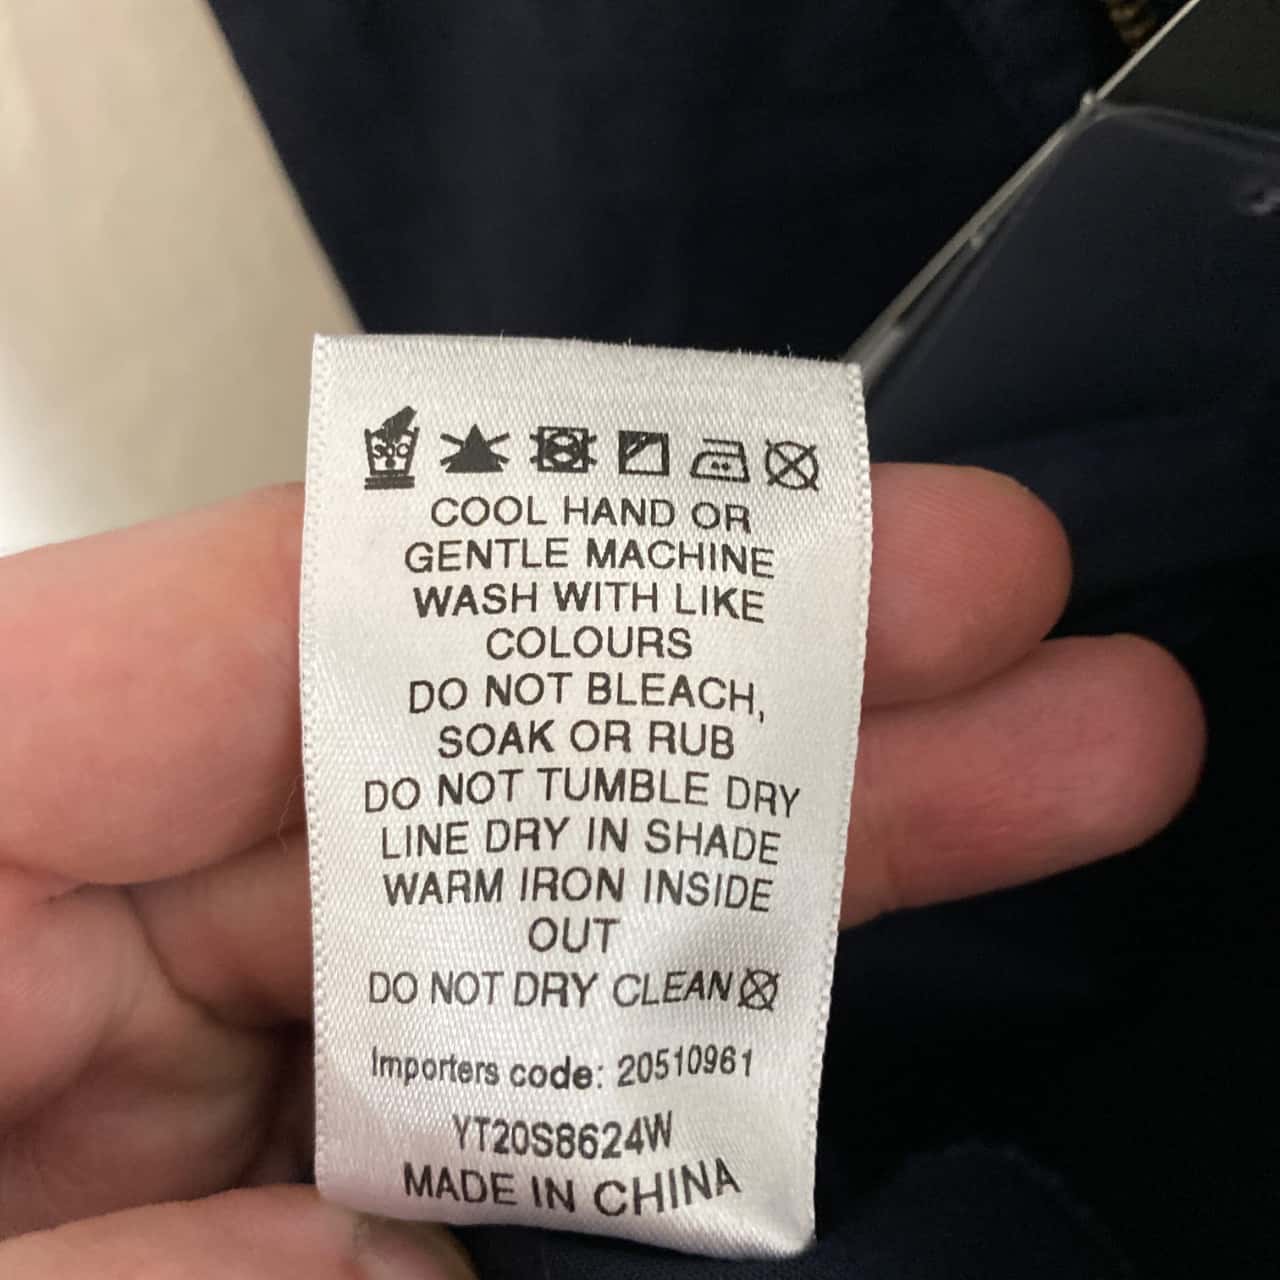 COOL HAND OR
GENTLE MACHINE
WASH WITH LIKE
COLOURS
DO NOT BLEACH,
SOAK OR RUB
DO NOT TUMBLE DRY
LINE DRY IN SHADE
WARM IRON INSIDE
OUT
DO NOT DRY CLEAN
Importers code: 20510961
YT20S8624W
MADE IN CHINA